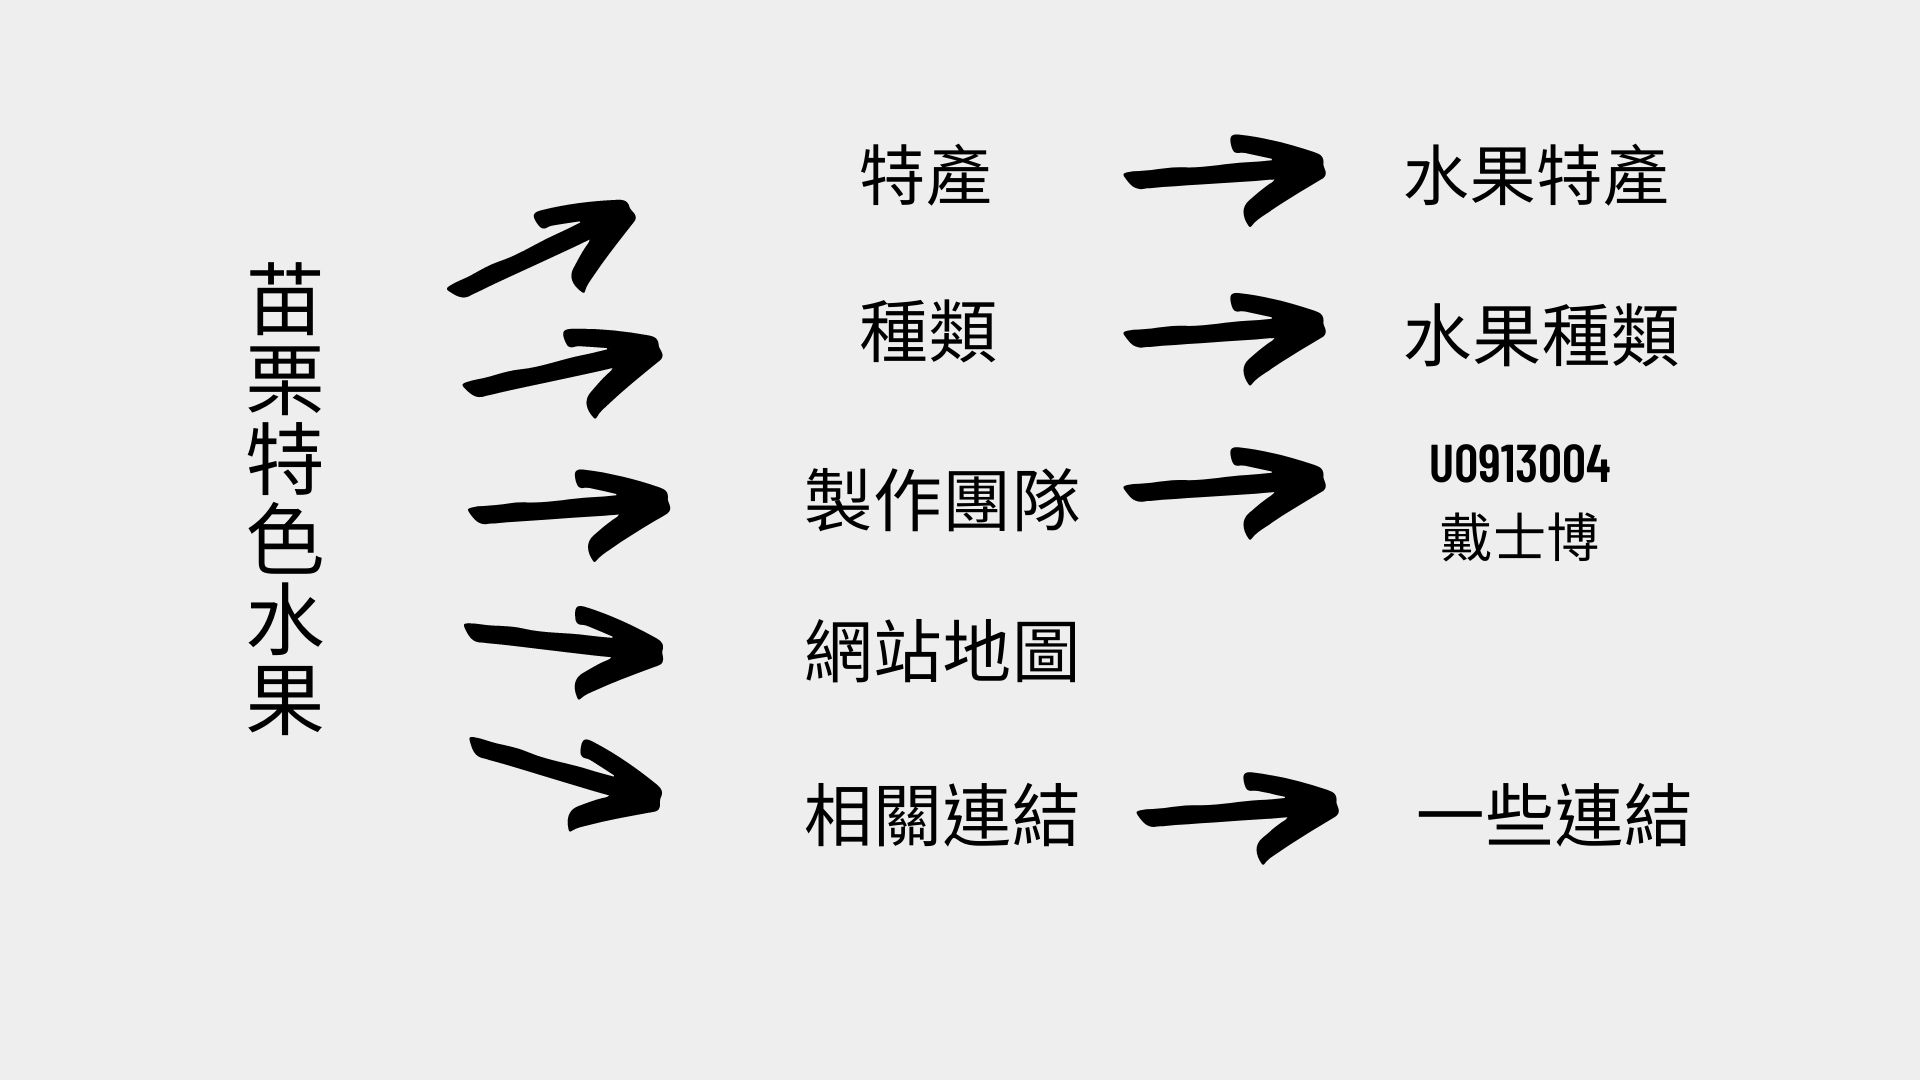 苗栗特色水果
特產
水果特產
種類
水果種類
製作團隊
U0913004
戴士博
網站地圖
相關連結
一些連結